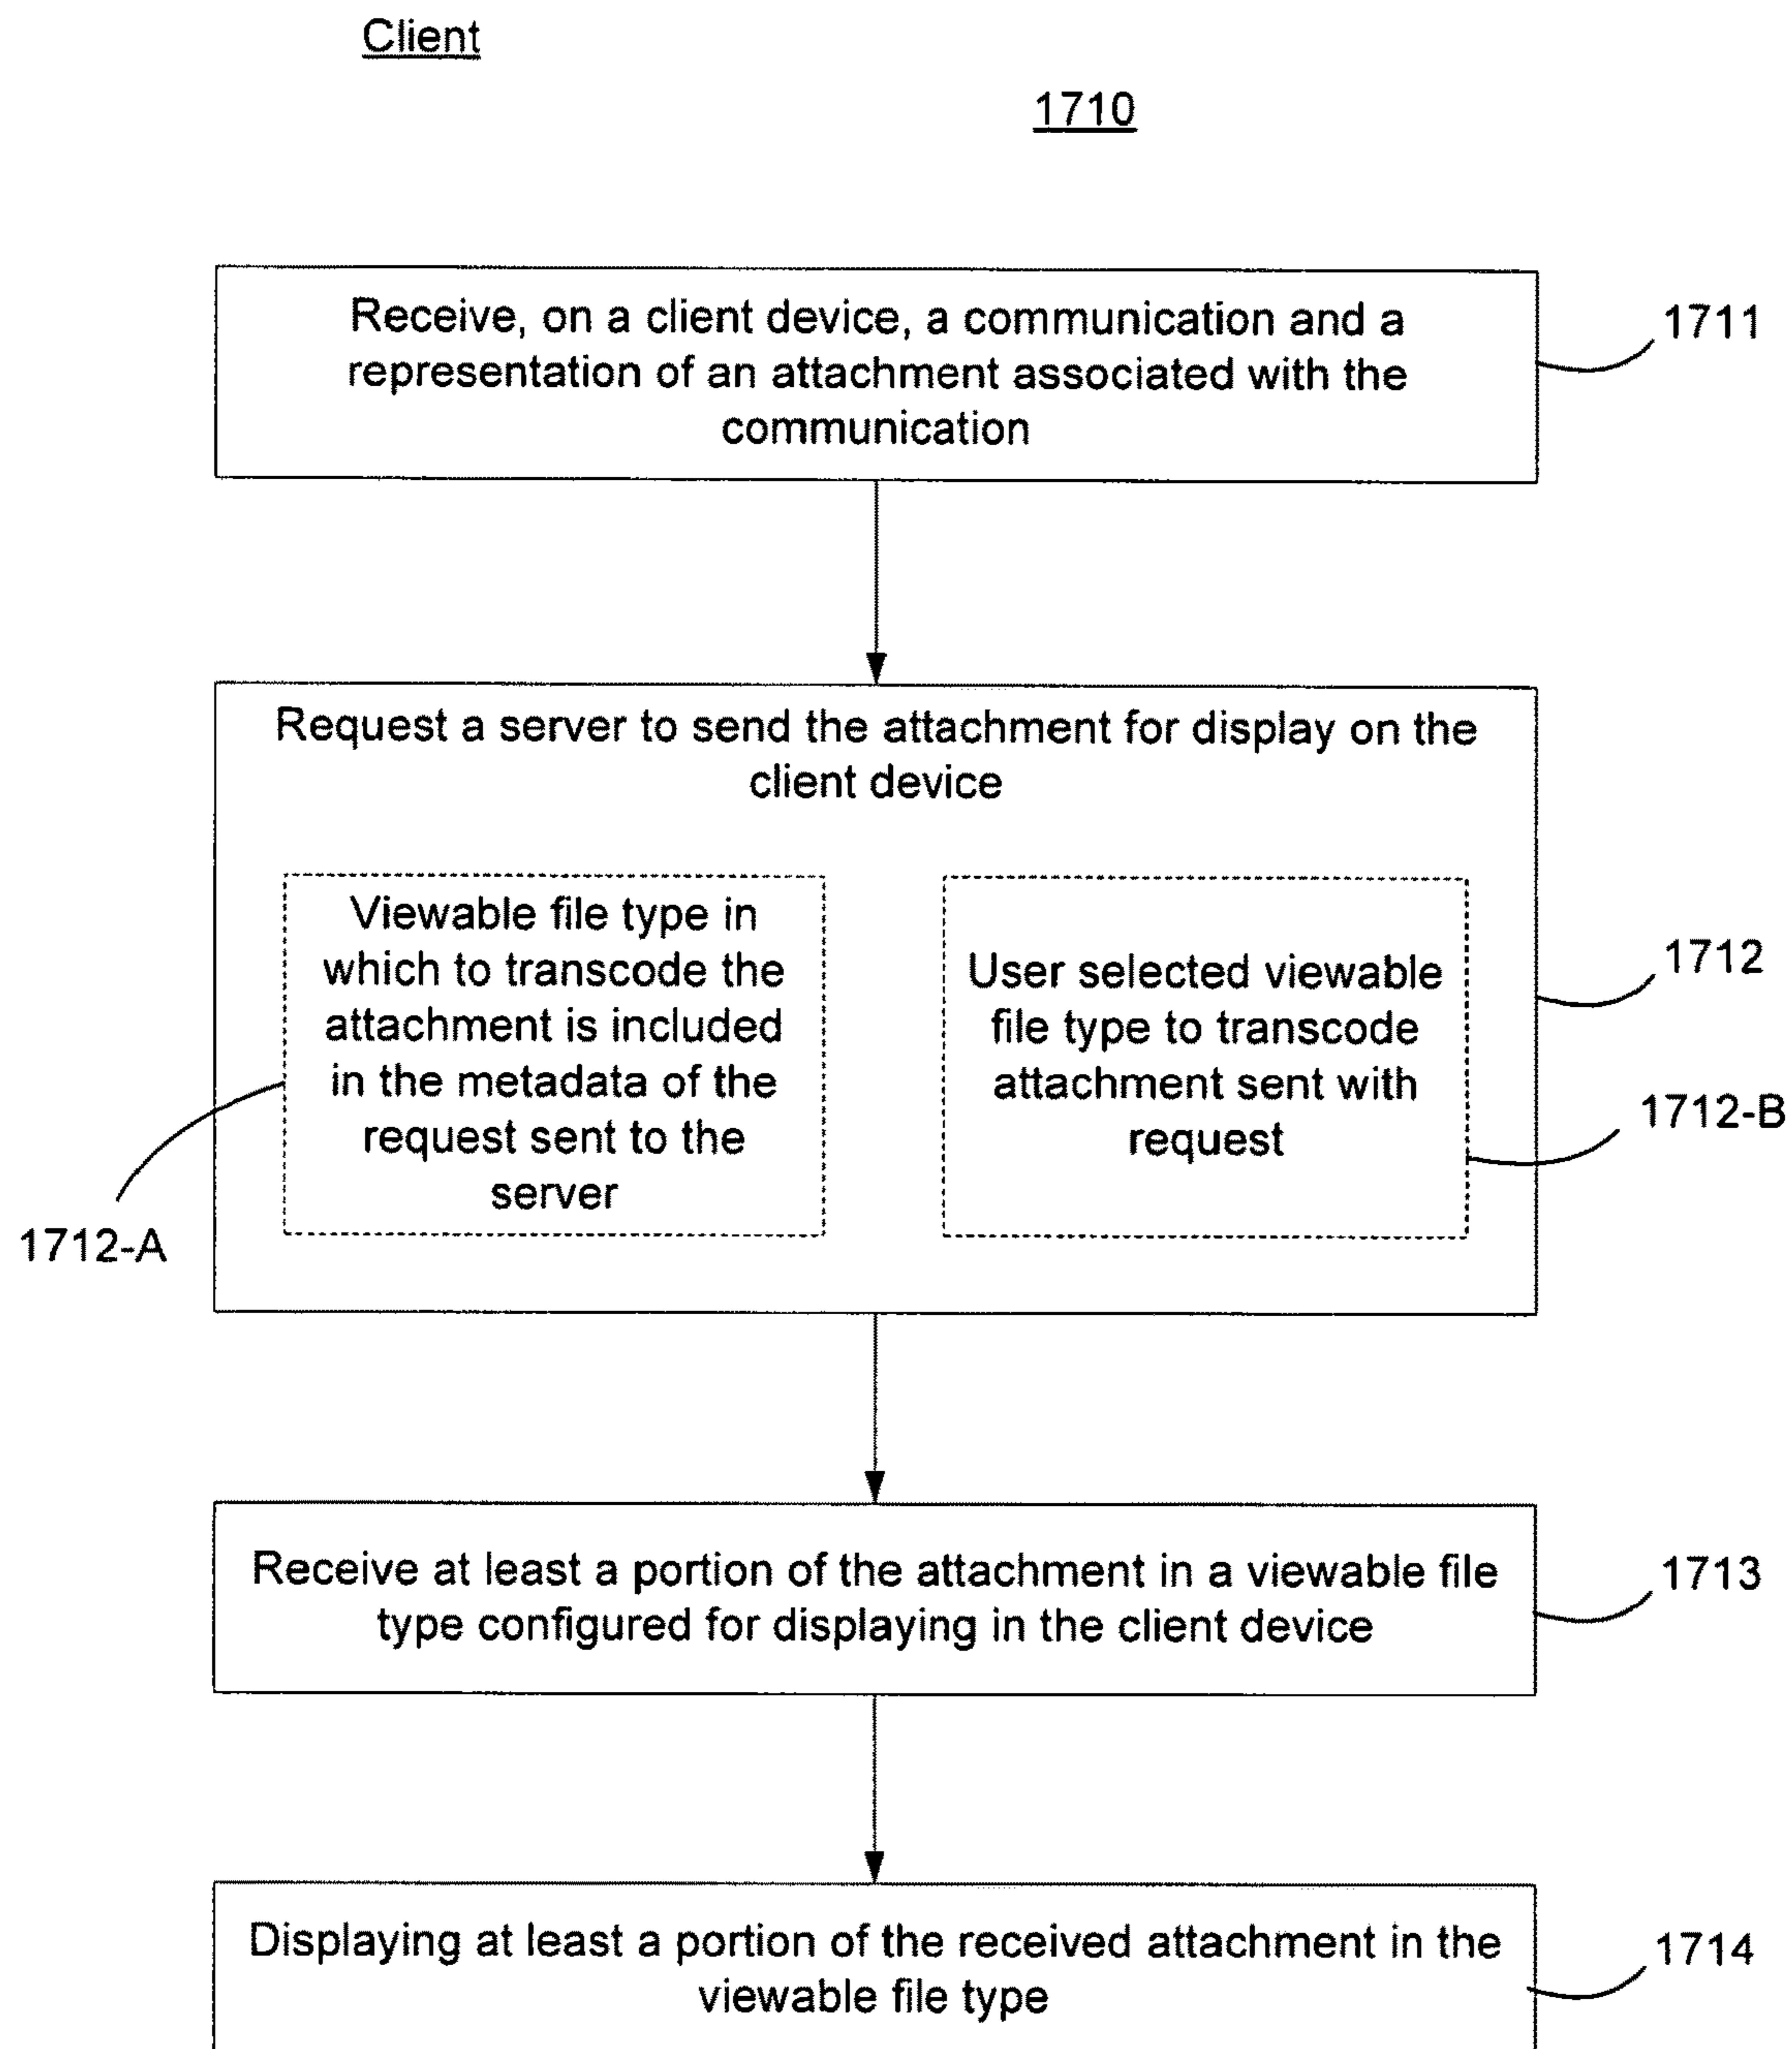 Client
1710
Receive, on a client device, a communication and a
representation of an attachment associated with the
communication
1711
Request a server to send the attachment for display on the
client device
Viewable file type in
which to transcode the
attachment is included
in the metadata of the
request sent to the
server
User selected viewable
file type to transcode
attachment sent with
request
1712
1712-B
1712-A
Receive at least a portion of the attachment in a viewable file
type configured for displaying in the client device
1713
Displaying at least a portion of the received attachment in the
viewable file type
1714